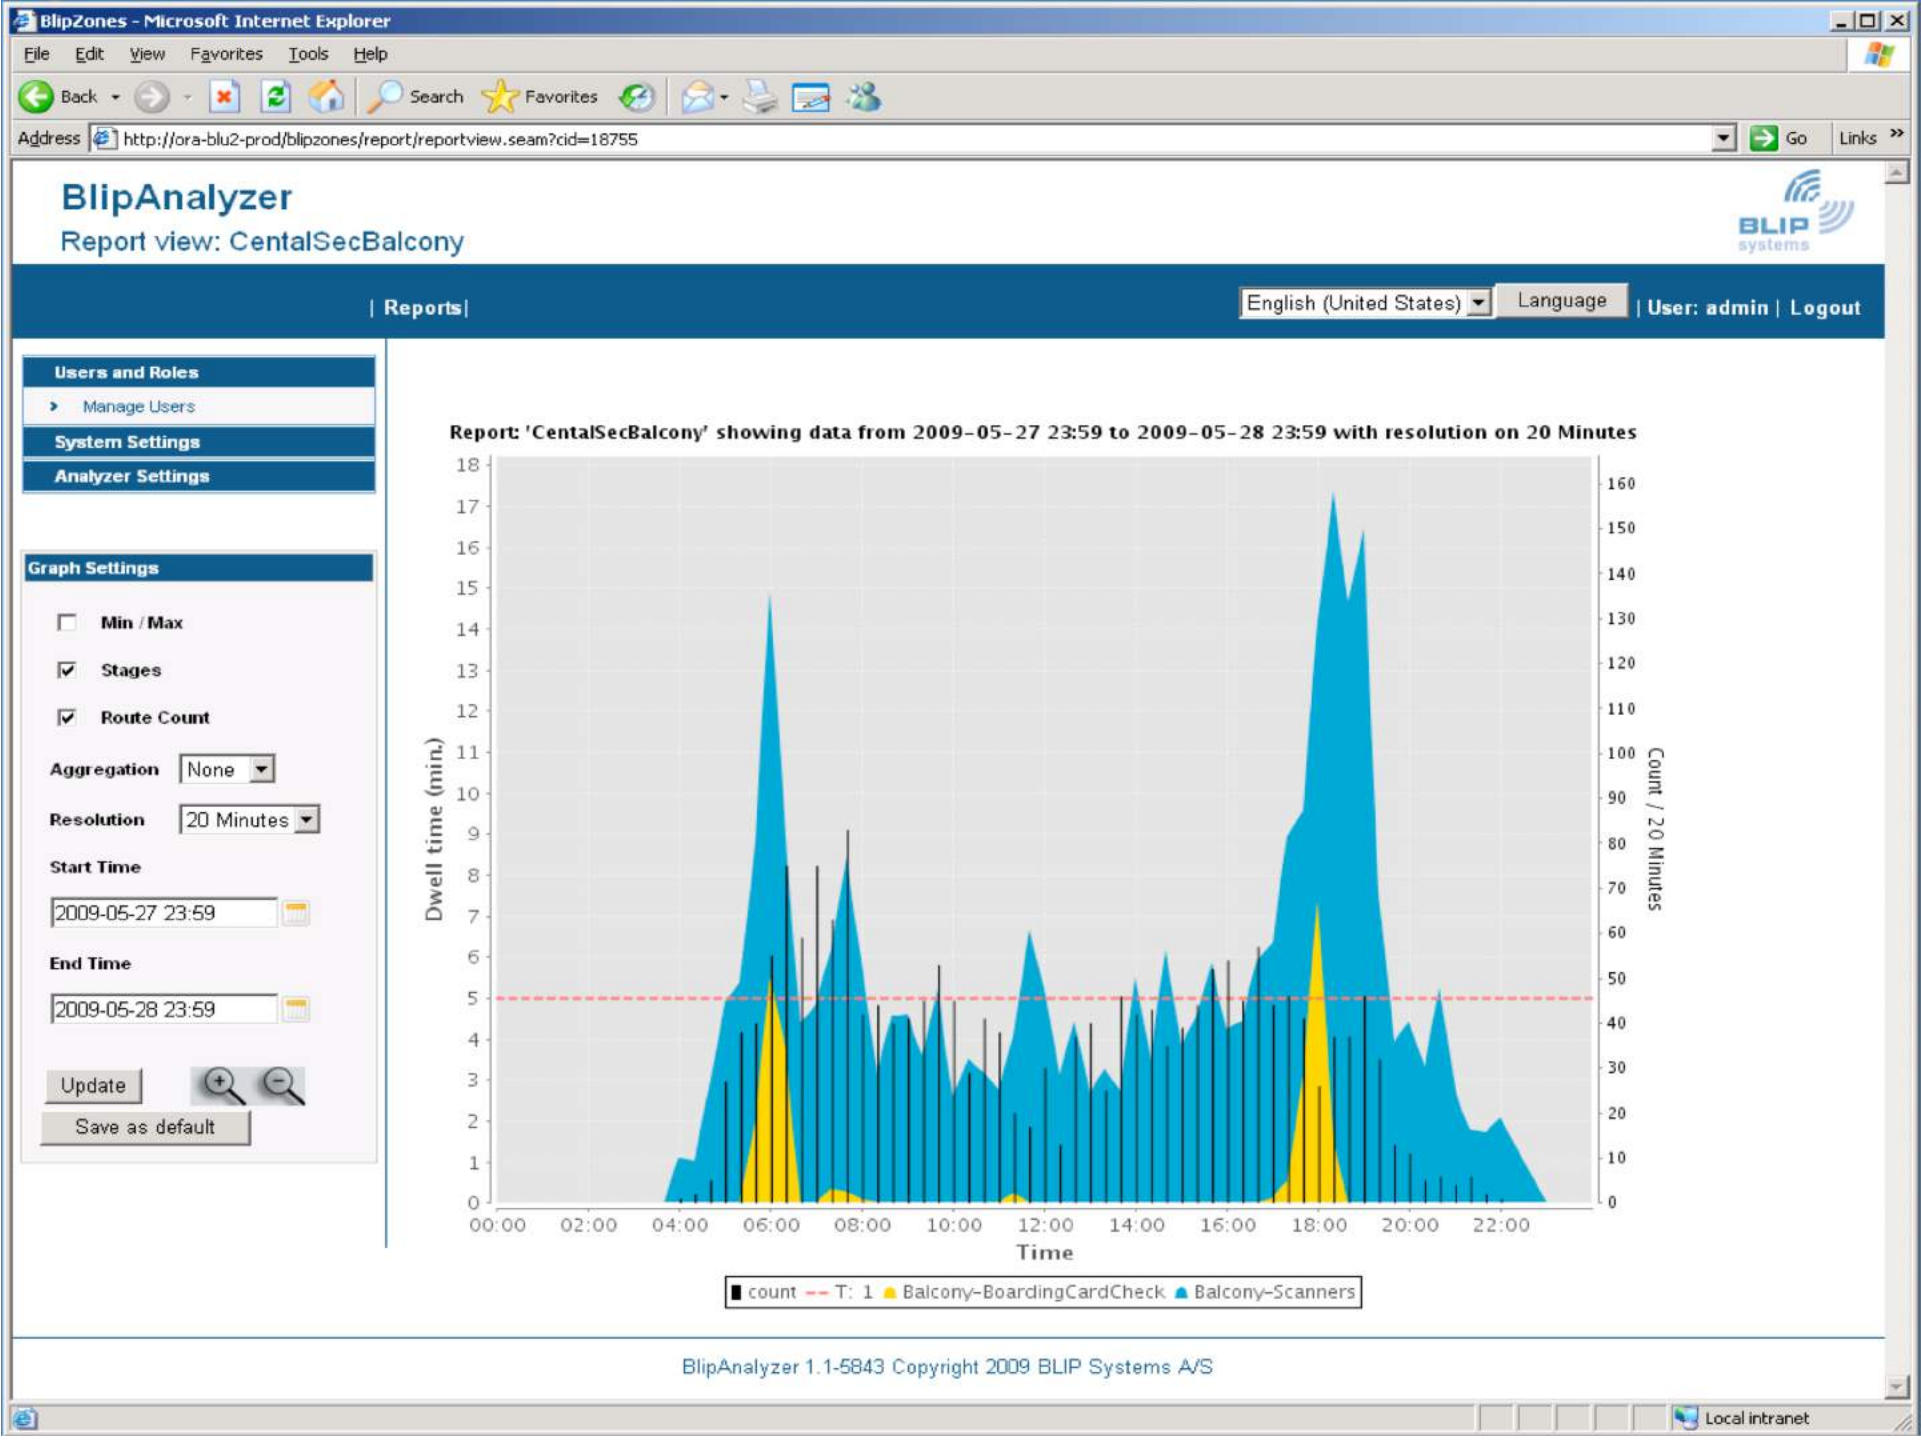 BlipZones - Microsoft Internet Explorer
File Edit View Favorites Tools Help
Back Search Favorites
Address http://ora-blu2-prod/blipzones/report/reportview.seam?cid=18755 Go Links »
BlipAnalyzer
Report view: CentalSecBalcony
BLIP
systems
| Reports|
English (United States) Language | User: admin | Logout
Users and Roles
Manage Users
System Settings
Analyzer Settings
Graph Settings
Min / Max
Stages
Route Count
Aggregation None
Resolution 20 Minutes
Start Time
2009-05-27 23:59
End Time
2009-05-28 23:59
Update
Save as default
Report: 'CentalSecBalcony' showing data from 2009-05-27 23:59 to 2009-05-28 23:59 with resolution on 20 Minutes
18
17
16
15
14
13
12
11
10
9
8
7
6
5
4
3
2
1
0
Dwell time (min.)
160
150
140
130
120
110
100
90
80
70
60
50
40
30
20
10
0
Count / 20 Minutes
00:00 02:00 04:00 06:00 08:00 10:00 12:00 14:00 16:00 18:00 20:00 22:00
Time
count T: 1 Balcony-BoardingCardCheck Balcony-Scanners
BlipAnalyzer 1.1-5843 Copyright 2009 BLIP Systems A/S
Local intranet